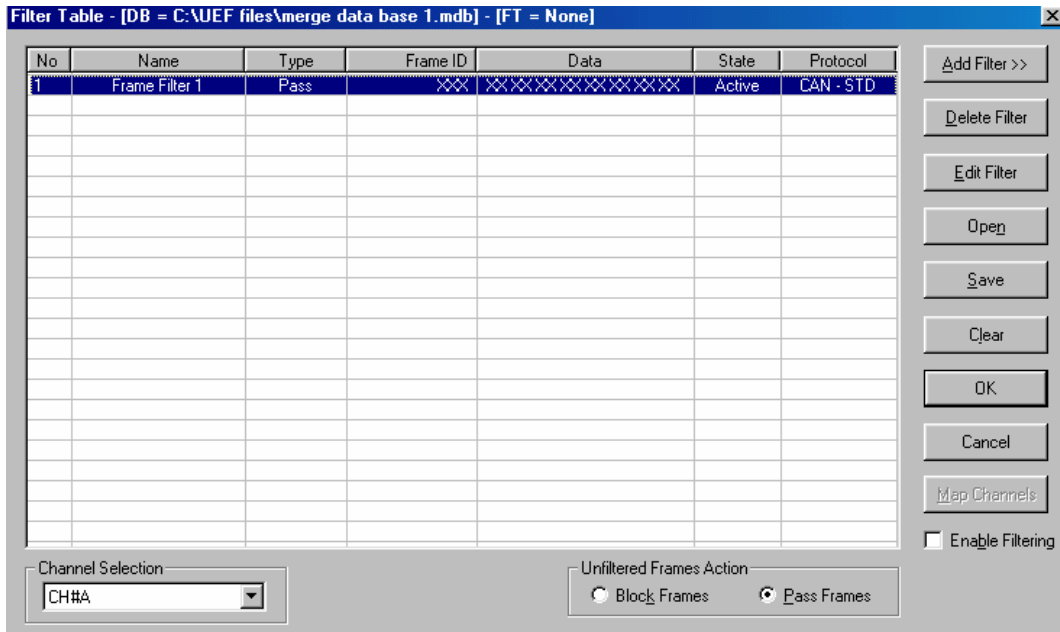 Filter Table - [DB = C:\UEF files\merge data base 1.mdb] - [FT = None]
No Name Type Frame ID Data State Protocol
1 Frame Filter 1 Pass XXX XX XX XX XX XX XX XX XX Active CAN - STD
Add Filter >>
Delete Filter
Edit Filter
Open
Save
Clear
OK
Cancel
Map Channels
Enable Filtering
Channel Selection
CH#A
Unfiltered Frames Action
Block Frames Pass Frames